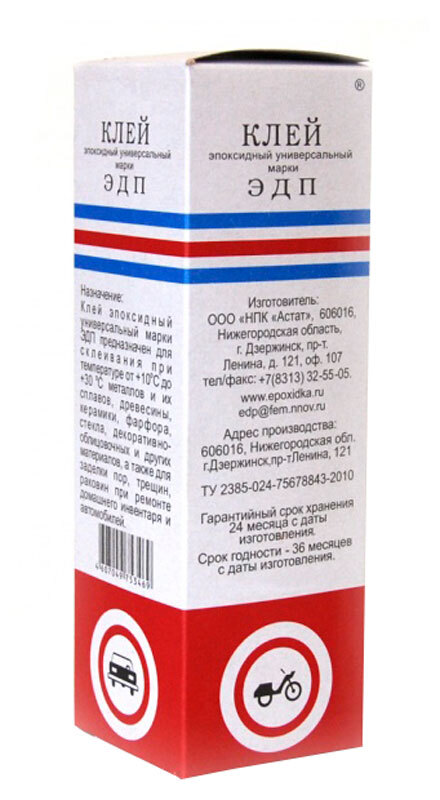 КЛЕЙ
эпоксидный универсальный
марки
ЭДП
Назначение:
Клей эпоксидный
универсальный марки
ЭДП предназначен для
склеивания при
температуре от +10°С до
+30 °С металлов и их
сплавов, древесины,
керамики, фарфора,
стекла, декоративно-
облицовочных и других
материалов, а также для
заделки пор, трещин,
раковин при ремонте
домашнего инвентаря и
автомобилей.
4607049753469
®
КЛЕЙ
эпоксидный универсальный
марки
ЭДП
Изготовитель:
ООО «НПК «Астат», 606016,
Нижегородская область,
г. Дзержинск, пр-т.
Ленина, д. 121, оф. 107
тел/факс: +7(8313) 32-55-05.
www.epoxidka.ru
edp@fem.nnov.ru
Адрес производства:
606016, Нижегородская обл.
г.Дзержинск,пр-тЛенина, 121
ТУ 2385-024-75678843-2010
Гарантийный срок хранения
24 месяца с даты
изготовления.
Срок годности - 36 месяцев
с даты изготовления.